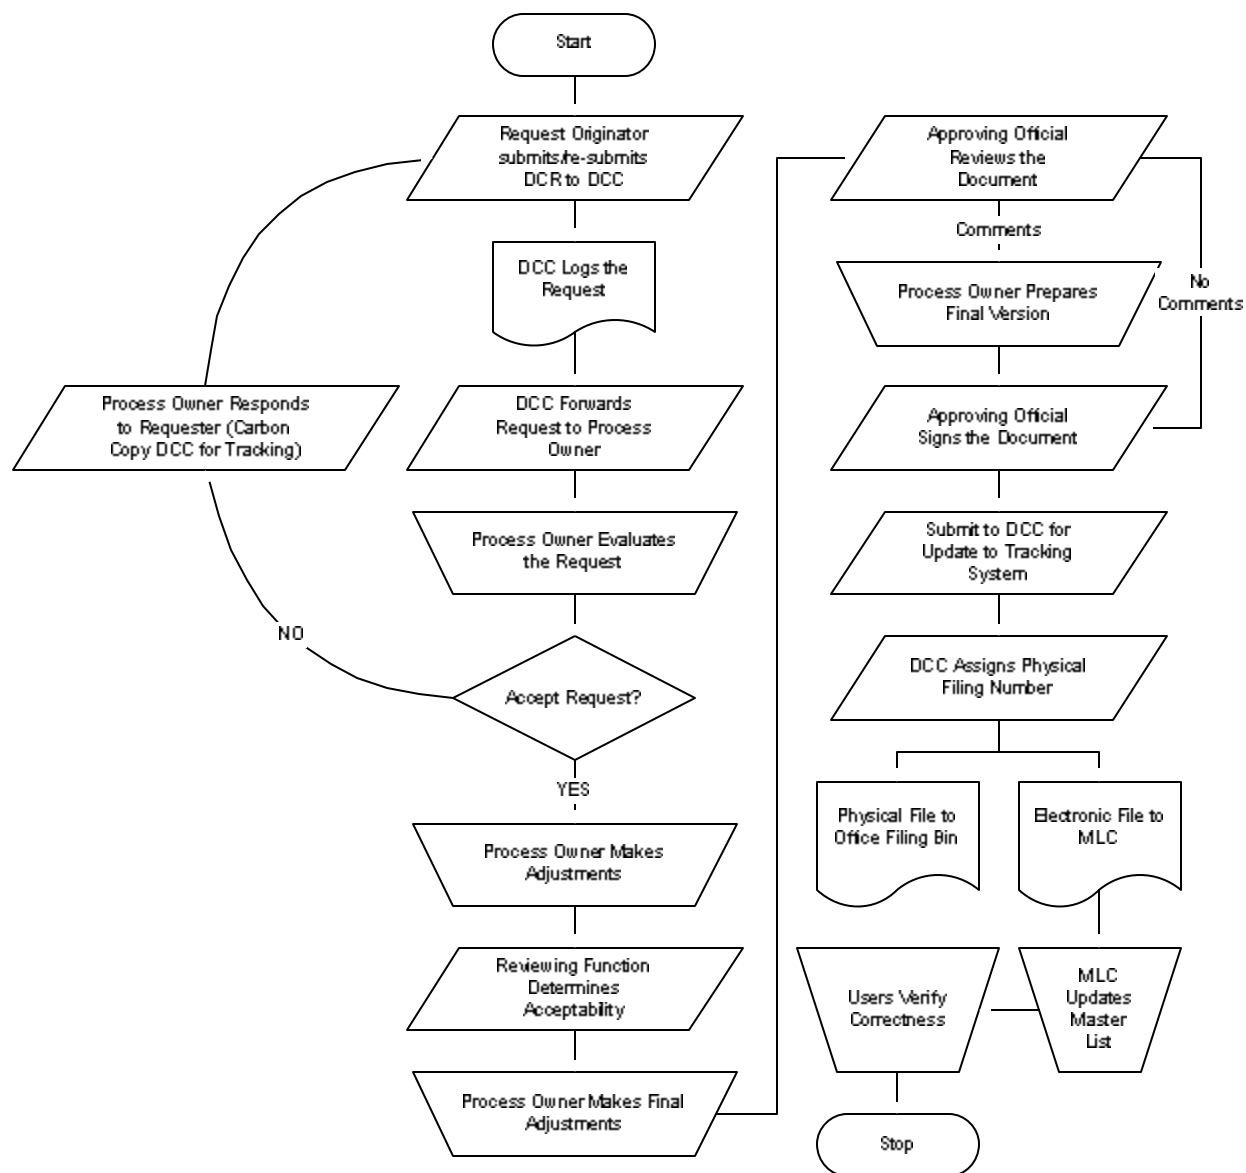 Start
Request Originator
submits/re-submits
DCR to DCC
DCC Logs the
Request
Process Owner Responds
to Requester (Carbon
Copy DCC for Tracking)
DCC Forwards
Request to Process
Owner
Process Owner Evaluates
the Request
NO
Accept Request?
YES
Process Owner Makes
Adjustments
Reviewing Function
Determines
Acceptability
Process Owner Makes Final
Adjustments
Approving Official
Reviews the
Document
Comments
No
Comments
Process Owner Prepares
Final Version
Approving Official
Signs the Document
Submit to DCC for
Update to Tracking
System
DCC Assigns Physical
Filing Number
Physical File to
Office Filing Bin
Electronic File to
MLC
MLC
Updates
Master
List
Users Verify
Correctness
Stop